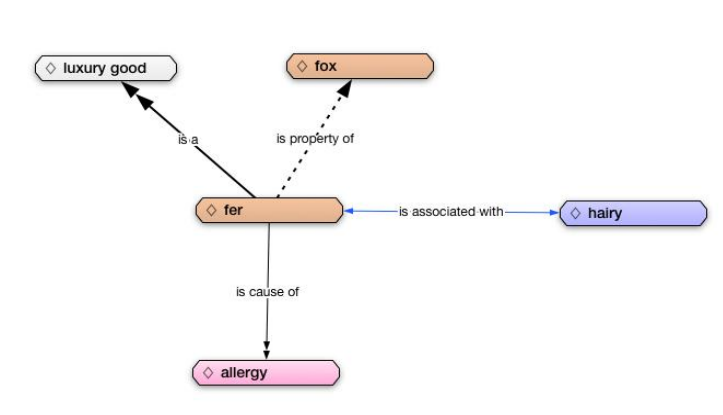 luxury good
fox
is a
is property of
fer
is associated with
hairy
is cause of
allergy